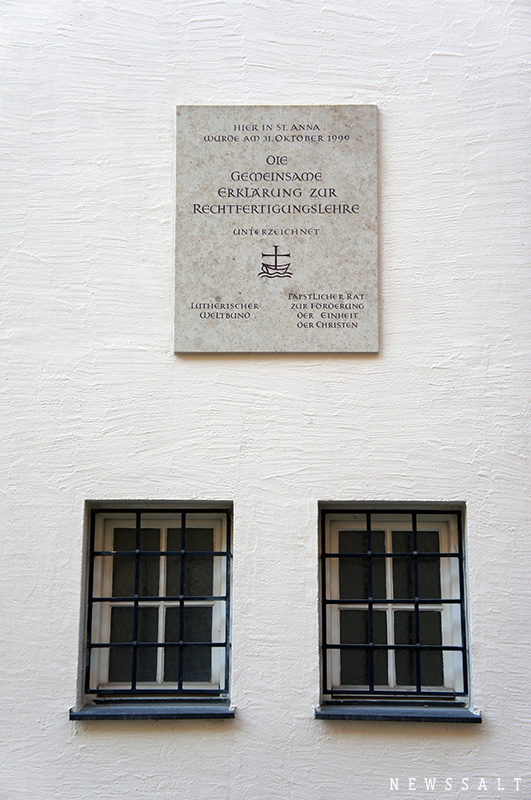 HIER IN ST. ANNA
WURDE AM 31. OKTOBER 1999
DIE
GEMEINSAME
ERKLÄRUNG ZUR
RECHTFERTIGUNGSLEHRE
UNTERZEICHNET
LUTHERISCHER
WELTBUND
PÄPSTLICHER RAT
ZUR FÖRDERUNG
DER EINHEIT
DER CHRISTEN
NEWSSALT